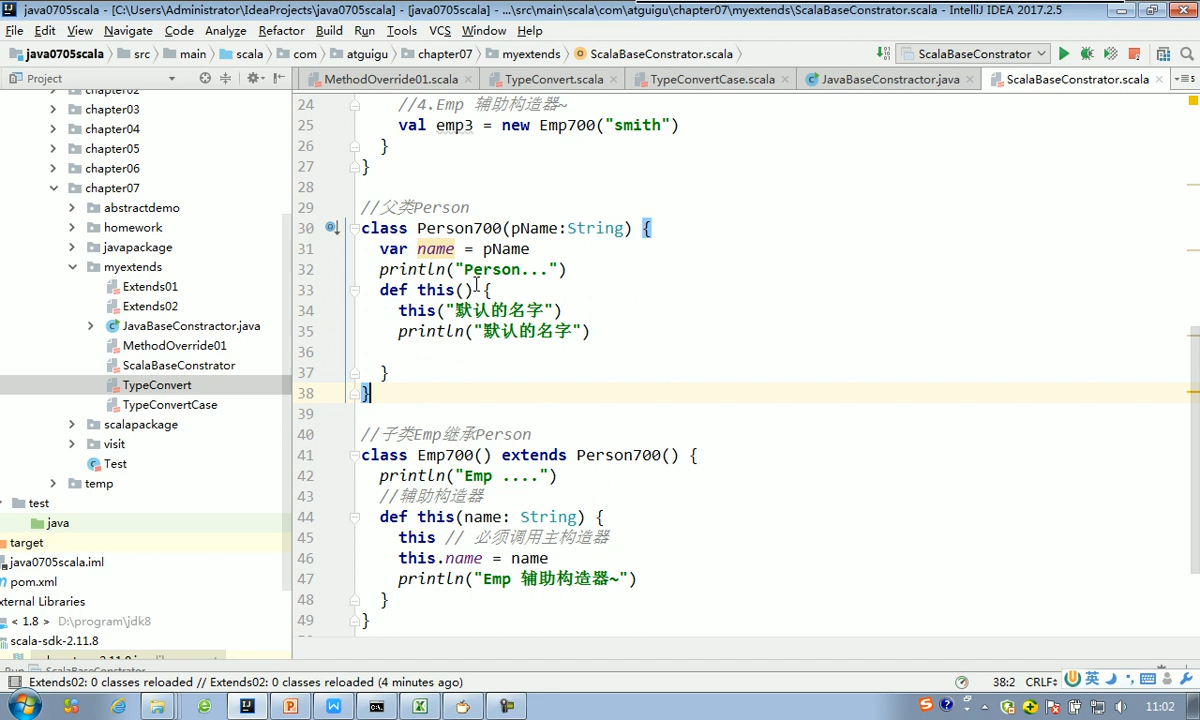 java0705scala - [C:\Users\Administrator\IdeaProjects\java0705scala] - [java0705scala] - ...\src\main\scala\com\atguigu\chapter07\myextends\ScalaBaseConstrator.scala - IntelliJ IDEA 2017.2.5
File Edit View Navigate Code Analyze Refactor Build Run Tools VCS Window Help
java0705scala src main scala com atguigu chapter07 myextends ScalaBaseConstrator.scala ScalaBaseConstrator
Project MethodOverride01.scala TypeConvert.scala TypeConvertCase.scala JavaBaseConstractor.java ScalaBaseConstrator.scala
chapter02
chapter03
chapter04
chapter05
chapter06
chapter07
abstractdemo
homework
javapackage
myextends
Extends01
Extends02
JavaBaseConstractor.java
MethodOverride01
ScalaBaseConstrator
TypeConvert
TypeConvertCase
scalapackage
visit
Test
temp
test
java
target
java0705scala.iml
pom.xml
xternal Libraries
< 1.8 > D:\program\jdk8
scala-sdk-2.11.8
24 //4.Emp 辅助构造器~
25 val emp3 = new Emp700("smith")
26 }
27 }
28
29 //父类Person
30 class Person700(pName:String) {
31 var name = pName
32 println("Person...")
33 def this() {
34 this("默认的名字")
35 println("默认的名字")
36
37 }
38 }
39
40 //子类Emp继承Person
41 class Emp700() extends Person700() {
42 println("Emp ....")
43 //辅助构造器
44 def this(name: String) {
45 this // 必须调用主构造器
46 this.name = name
47 println("Emp 辅助构造器~")
48 }
49 }
Extends02: 0 classes reloaded // Extends02: 0 classes reloaded (4 minutes ago) 38:2 CRLF 英
11:02